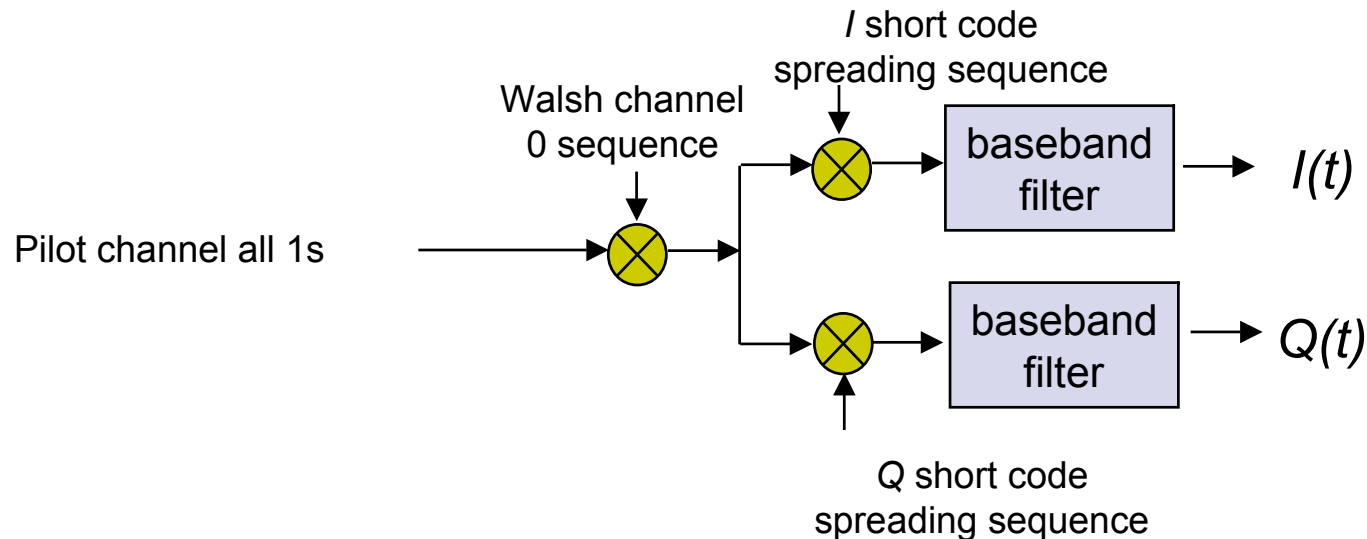 I short code
spreading sequence
Walsh channel
0 sequence
baseband
filter
I(t)
Pilot channel all 1s
baseband
filter
Q(t)
Q short code
spreading sequence